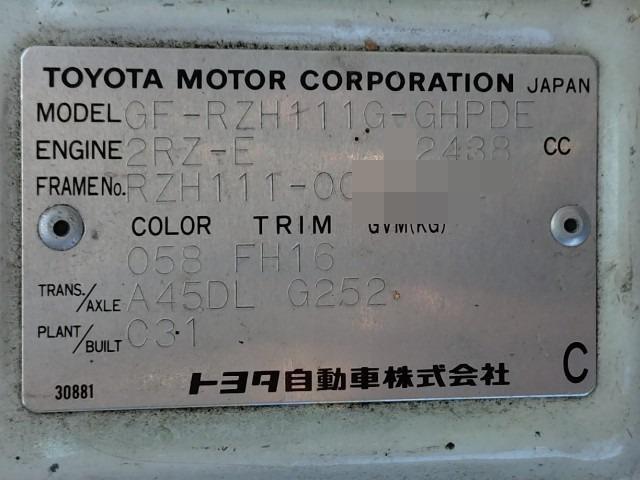 TOYOTA MOTOR CORPORATION JAPAN
MODEL GF-RZH111G-GHPDE
ENGINE 2RZ-E 2438 CC
FRAME No. RZH111-00
COLOR TRIM GVM(KG)
058 FH16
TRANS./AXLE A45DL G252
PLANT/BUILT C31
30881 トヨタ自動車株式会社 C